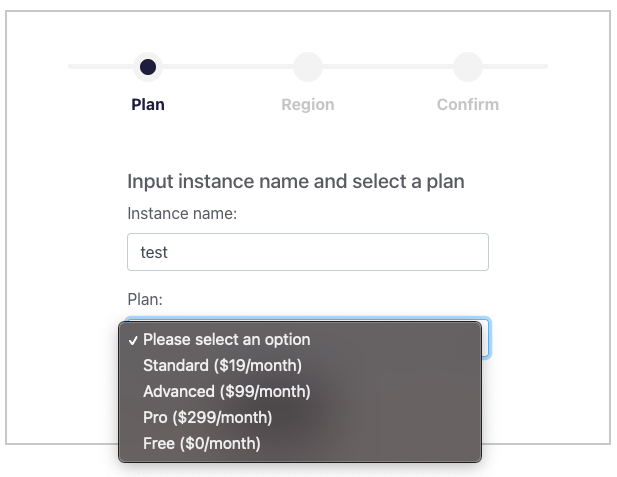 Plan
Region
Confirm
Input instance name and select a plan
Instance name:
test
Plan:
✓ Please select an option
Standard ($19/month)
Advanced ($99/month)
Pro ($299/month)
Free ($0/month)